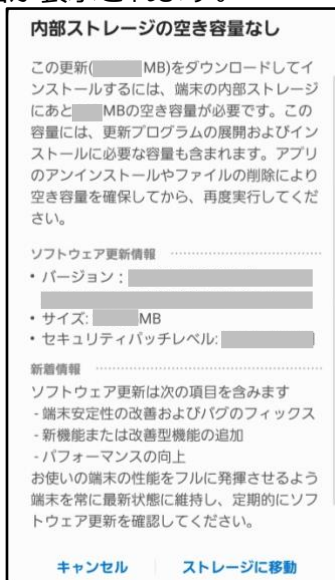 内部ストレージの空き容量なし
この更新( MB)をダウンロードしてイ
ンストールするには、端末の内部ストレージ
にあと MBの空き容量が必要です。この
容量には、更新プログラムの展開およびイン
ストールに必要な容量も含まれます。アプリ
のアンインストールやファイルの削除により
空き容量を確保してから、再度実行してくだ
さい。
ソフトウェア更新情報
・バージョン :
・サイズ: MB
・セキュリティパッチレベル:
新着情報
ソフトウェア更新は次の項目を含みます
- 端末安定性の改善およびバグのフィックス
- 新機能または改善型機能の追加
- パフォーマンスの向上
お使いの端末の性能をフルに発揮させるよう
端末を常に最新状態に維持し、定期的にソフ
トウェア更新を確認してください。
キャンセル ストレージに移動